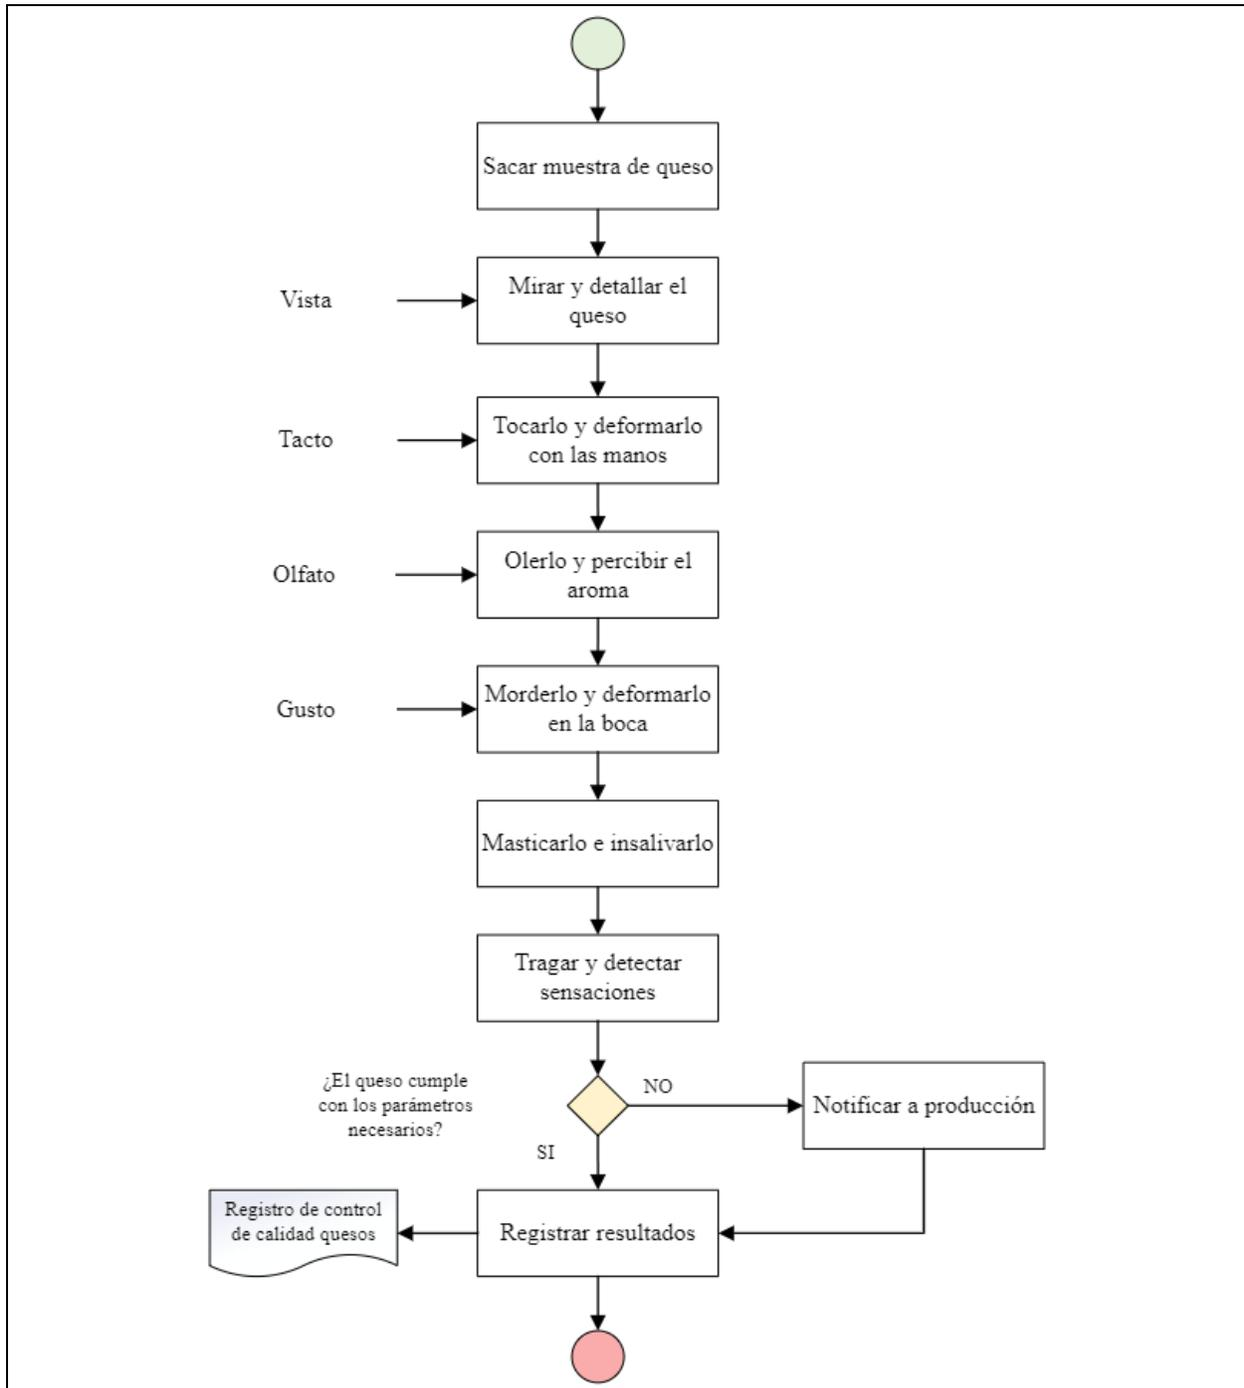 Sacar muestra de queso
Vista
Mirar y detallar el
queso
Tacto
Tocarlo y deformarlo
con las manos
Olfato
Olerlo y percibir el
aroma
Gusto
Morderlo y deformarlo
en la boca
Masticarlo e insalivarlo
Tragar y detectar
sensaciones
¿El queso cumple
con los parámetros
necesarios?
NO
Notificar a producción
SI
Registro de control
de calidad quesos
Registrar resultados